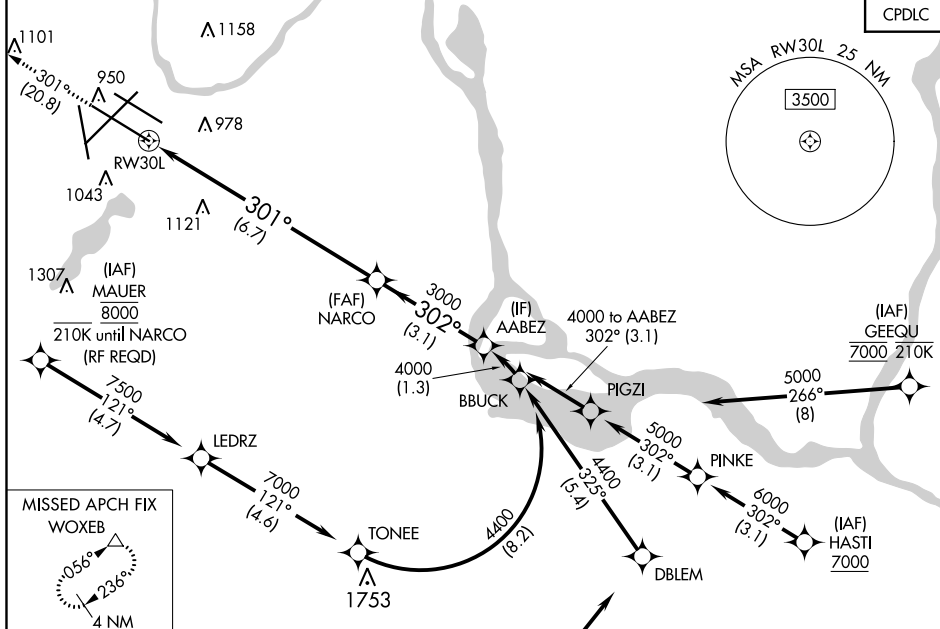 CPDLC
1101
1158
301°
(20.8)
950
978
RW30L
1043
1121
301°
(6.7)
MSA RW30L 25 NM
3500
1307
(IAF)
MAUER
8000
210K until NARCO
(RF REQD)
(FAF)
NARCO
3000
302°
(3.1)
(IF)
AABEZ
4000 to AABEZ
302° (3.1)
(IAF)
GEEQU
7000 210K
4000
(1.3)
BBUCK
PIGZI
5000
266°
(8)
7500
121°
(4.7)
LEDRZ
5000
302°
(3.1)
PINKE
4400
325°
(5.4)
6000
302°
(3.1)
(IAF)
HASTI
7000
7000
121°
(4.6)
TONEE
4400
(8.2)
DBLEM
1753
MISSED APCH FIX
WOXEB
056°
236°
4 NM